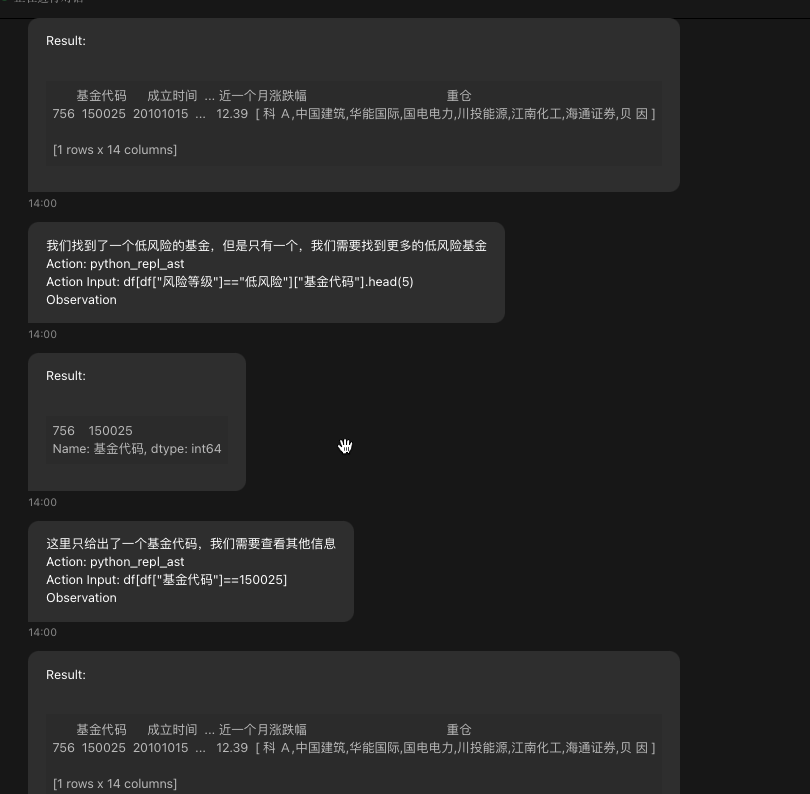 Result:
基金代码 成立时间 ... 近一个月涨跌幅 重仓
756 150025 20101015 ... 12.39 [ 科 A,中国建筑,华能国际,国电电力,川投能源,江南化工,海通证券,贝 因 ]
[1 rows x 14 columns]
14:00
我们找到了一个低风险的基金，但是只有一个，我们需要找到更多的低风险基金
Action: python_repl_ast
Action Input: df[df["风险等级"]=="低风险"]["基金代码"].head(5)
Observation
14:00
Result:
756 150025
Name: 基金代码, dtype: int64
14:00
这里只给出了一个基金代码，我们需要查看其他信息
Action: python_repl_ast
Action Input: df[df["基金代码"]==150025]
Observation
14:00
Result:
基金代码 成立时间 ... 近一个月涨跌幅 重仓
756 150025 20101015 ... 12.39 [ 科 A,中国建筑,华能国际,国电电力,川投能源,江南化工,海通证券,贝 因 ]
[1 rows x 14 columns]